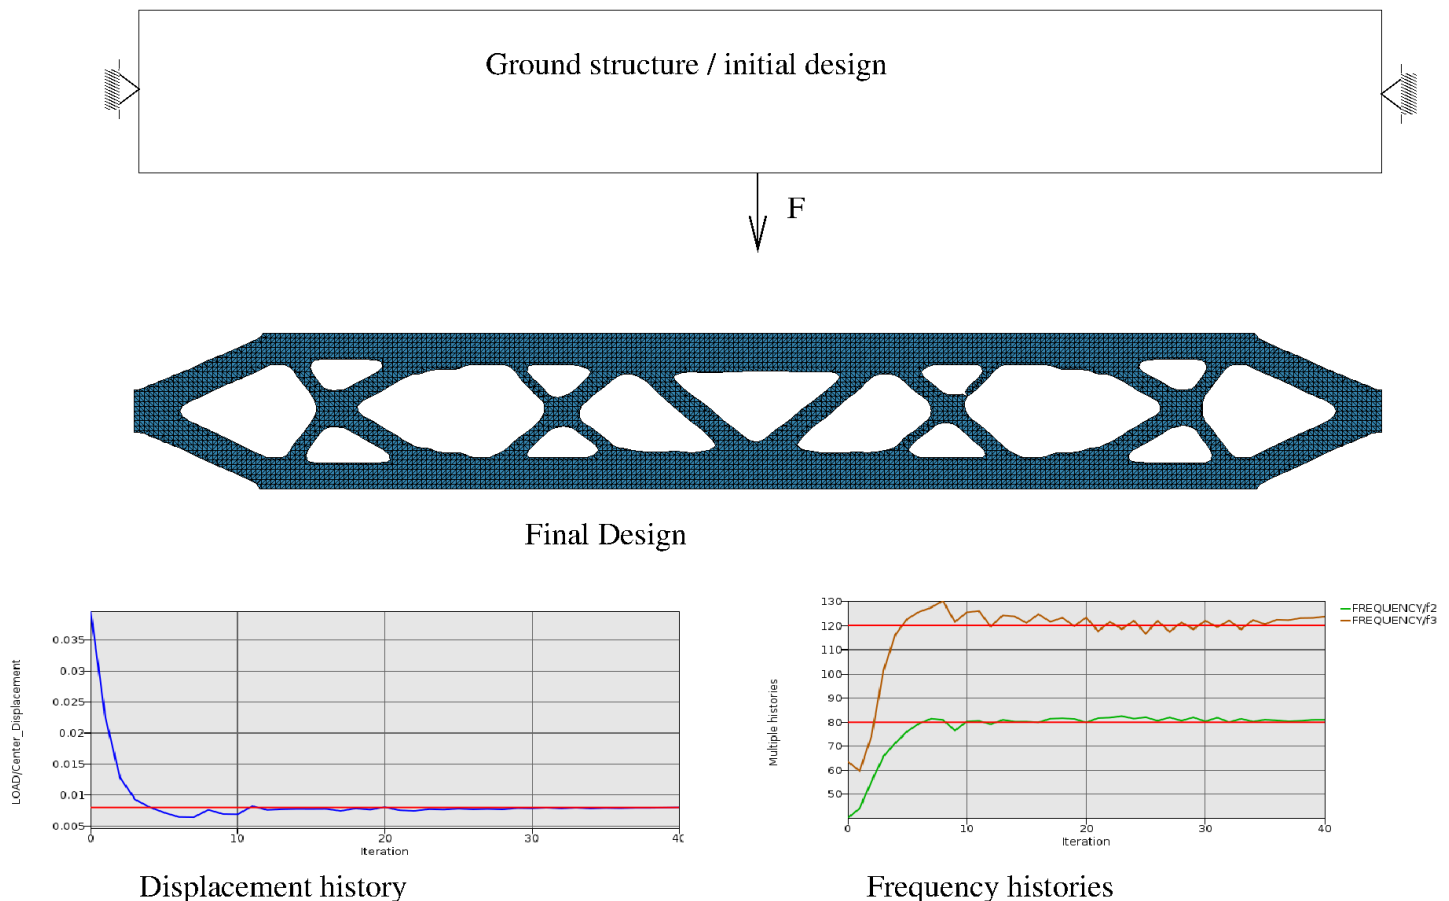 Ground structure / initial design
F
Final Design
LOAD/Center_Displacement
0.035
0.03
0.025
0.02
0.015
0.01
0.005
0
10
20
30
40
Iteration
Displacement history
Multiple histories
130
120
110
100
90
80
70
60
50
0
10
20
30
40
Iteration
FREQUENCY/f2
FREQUENCY/f3
Frequency histories